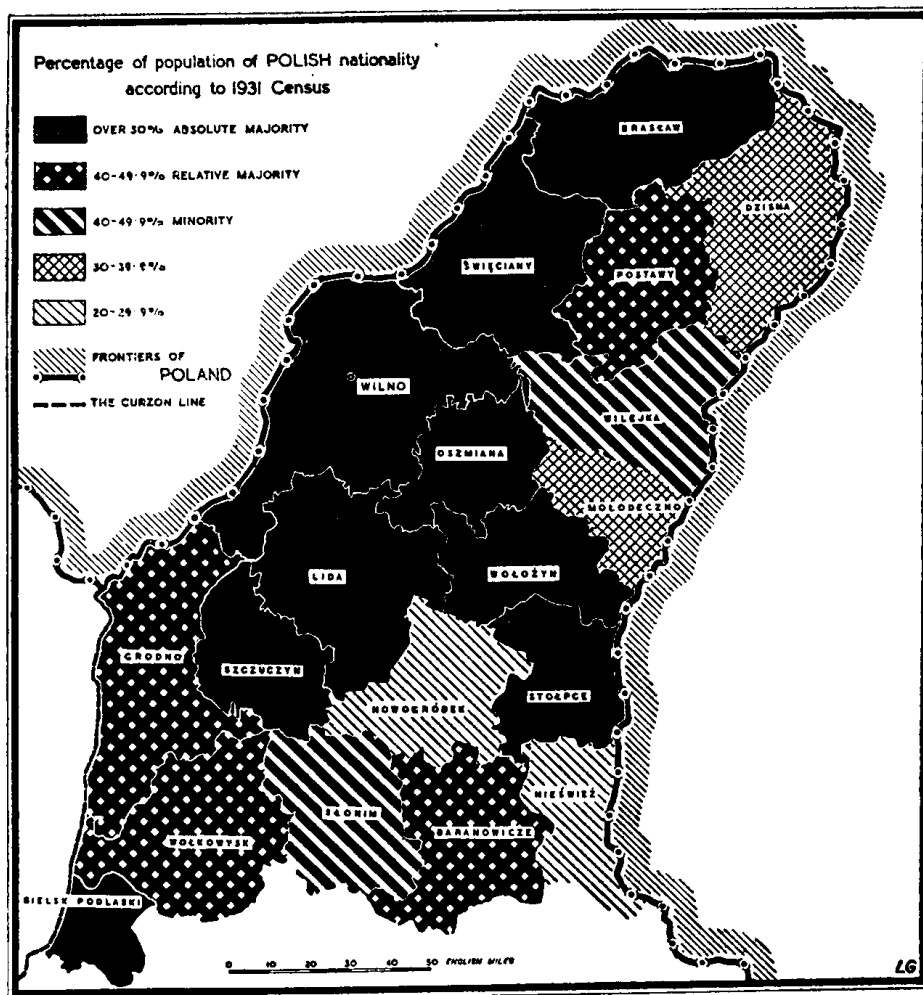 Percentage of population of POLISH nationality
according to 1931 Census
OVER 50% ABSOLUTE MAJORITY
40-49·9% RELATIVE MAJORITY
40-49·9% MINORITY
30-39·9%
20-29·9%
FRONTIERS OF
POLAND
THE CURZON LINE
BRASŁAW
DZISNA
ŚWIĘCIANY
POSTAWY
WILNO
WILEJKA
OSZMIANA
MOŁODECZNO
LIDA
WOŁOŻYN
GRODNO
SZCZUCZYN
STOŁPCE
NOWOGRÓDEK
NIEŚWIEŻ
SŁONIM
BARANOWICZE
WOŁKOWYSK
BIELSK PODLASKI
0 10 20 30 40 50 ENGLISH MILES
LG